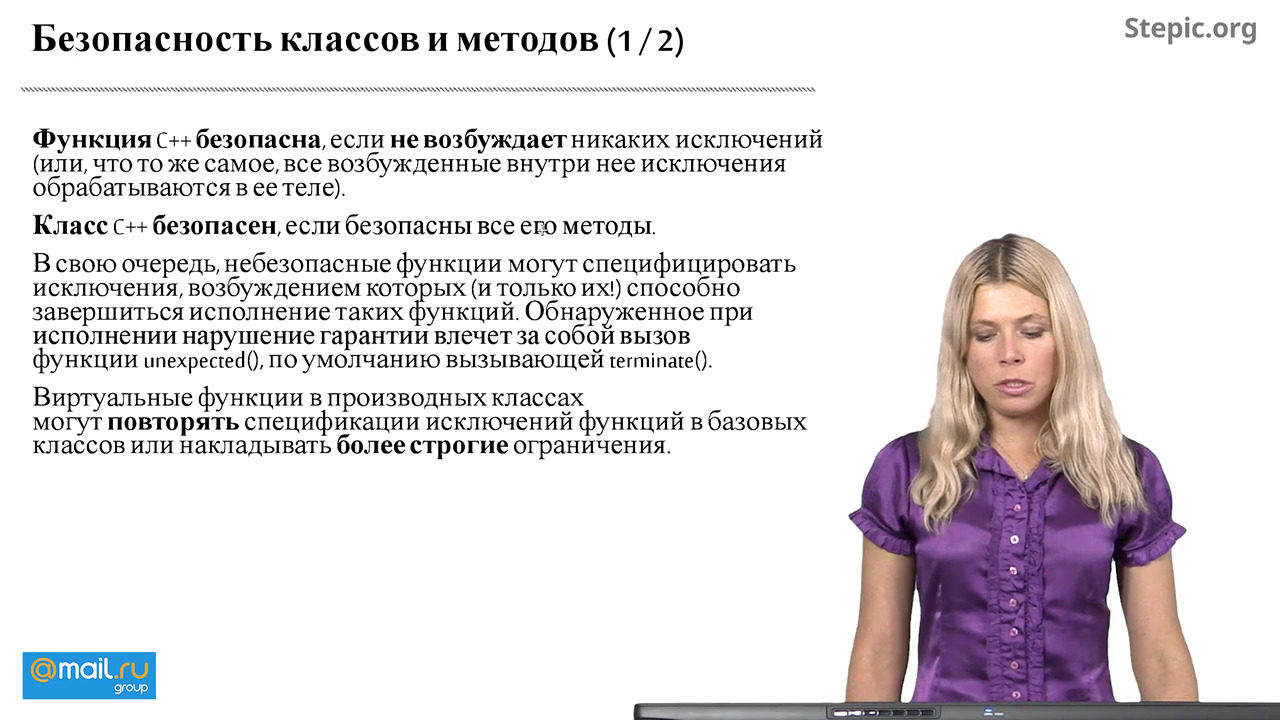 Безопасность классов и методов (1 / 2)
Stepic.org
Функция C++ безопасна, если не возбуждает никаких исключений
(или, что то же самое, все возбужденные внутри нее исключения
обрабатываются в ее теле).
Класс C++ безопасен, если безопасны все его методы.
В свою очередь, небезопасные функции могут специфицировать
исключения, возбуждением которых (и только их!) способно
завершиться исполнение таких функций. Обнаруженное при
исполнении нарушение гарантии влечет за собой вызов
функции unexpected(), по умолчанию вызывающей terminate().
Виртуальные функции в производных классах
могут повторять спецификации исключений функций в базовых
классов или накладывать более строгие ограничения.
@mail.ru
group